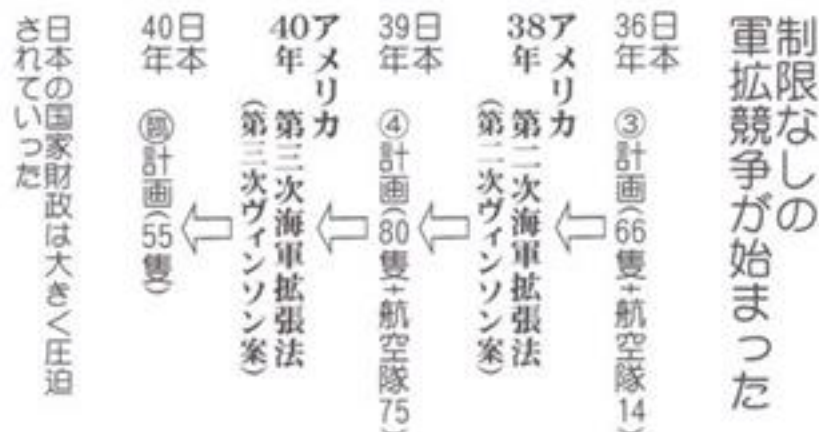 制限なしの
軍拡競争が始まった
日本
36年
③計画(66隻+航空隊14)
アメリカ
38年
第二次海軍拡張法
(第二次ヴィンソン案)
日本
39年
④計画(80隻+航空隊75)
アメリカ
40年
第三次海軍拡張法
(第三次ヴィンソン案)
日本
40年
計画(55隻)
日本の国家財政は大きく圧迫
されていった